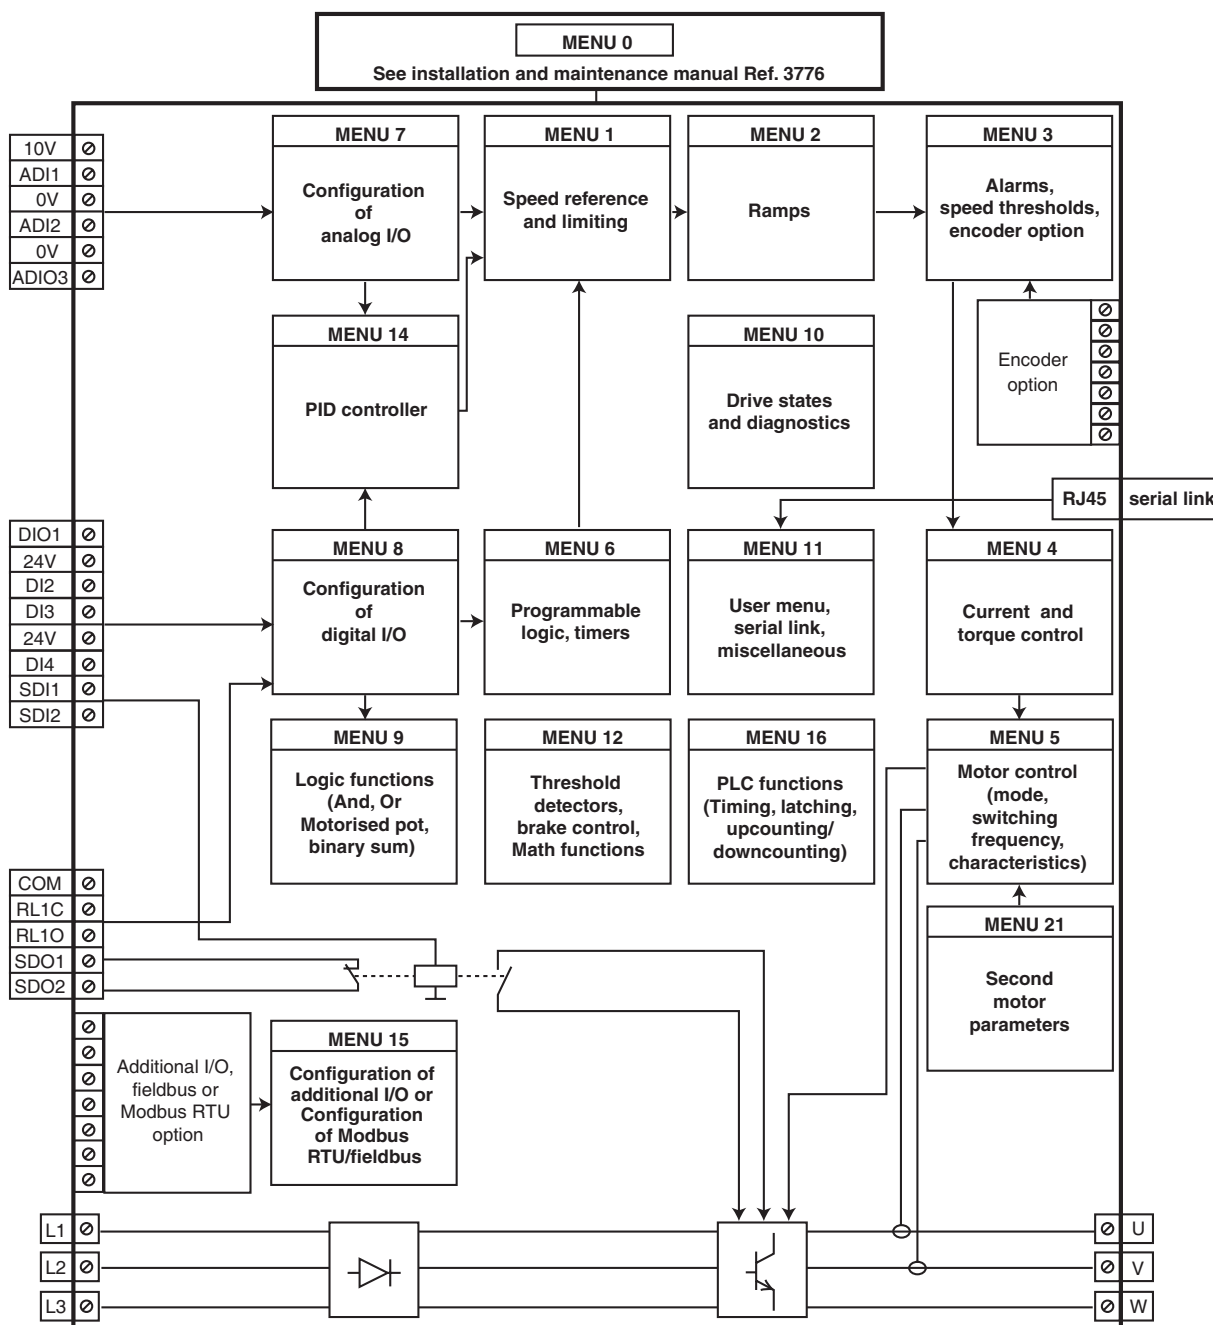 MENU 0
See installation and maintenance manual Ref. 3776
10V
ADI1
0V
ADI2
0V
ADIO3
MENU 7
Configuration
of
analog I/O
MENU 1
Speed reference
and limiting
MENU 2
Ramps
MENU 3
Alarms,
speed thresholds,
encoder option
MENU 14
PID controller
MENU 10
Drive states
and diagnostics
Encoder
option
RJ45
serial link
DIO1
24V
DI2
DI3
24V
DI4
SDI1
SDI2
MENU 8
Configuration
of
digital I/O
MENU 6
Programmable
logic, timers
MENU 11
User menu,
serial link,
miscellaneous
MENU 4
Current and
torque control
MENU 9
Logic functions
(And, Or
Motorised pot,
binary sum)
MENU 12
Threshold
detectors,
brake control,
Math functions
MENU 16
PLC functions
(Timing, latching,
upcounting/
downcounting)
MENU 5
Motor control
(mode,
switching
frequency,
characteristics)
COM
RL1C
RL1O
SDO1
SDO2
MENU 21
Second
motor
parameters
Additional I/O,
fieldbus or
Modbus RTU
option
MENU 15
Configuration of
additional I/O or
Configuration
of Modbus
RTU/fieldbus
L1
L2
L3
U
V
W